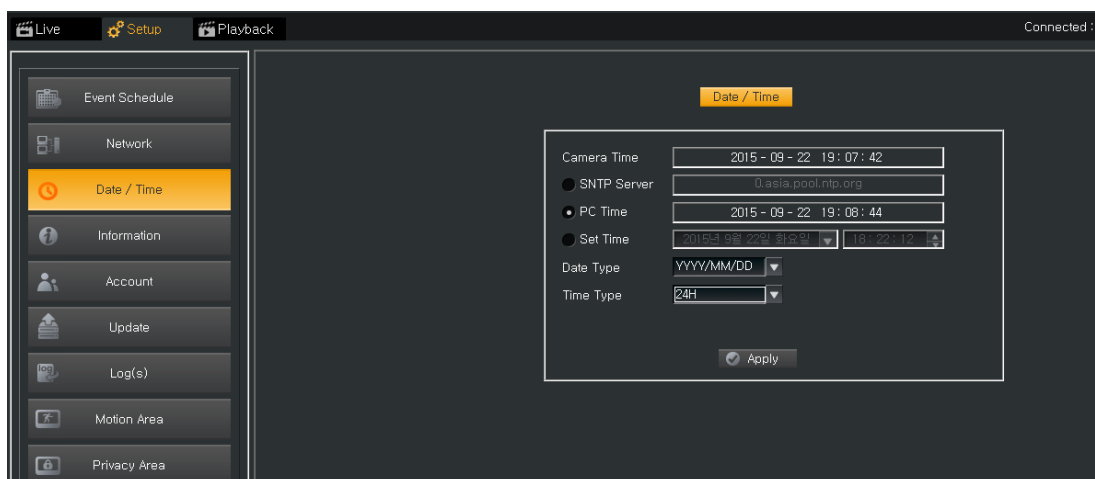 Live Setup Playback Connected :
Event Schedule
Network
Date / Time
Information
Account
Update
log
Log(s)
Motion Area
Privacy Area
Date / Time
Camera Time 2015 - 09 - 22 19 : 07 : 42
SNTP Server 0.asia.pool.ntp.org
PC Time 2015 - 09 - 22 19 : 08 : 44
Set Time 2015년 9월 22일 화요일 18 : 22 : 12
Date Type YYYY/MM/DD
Time Type 24H
Apply